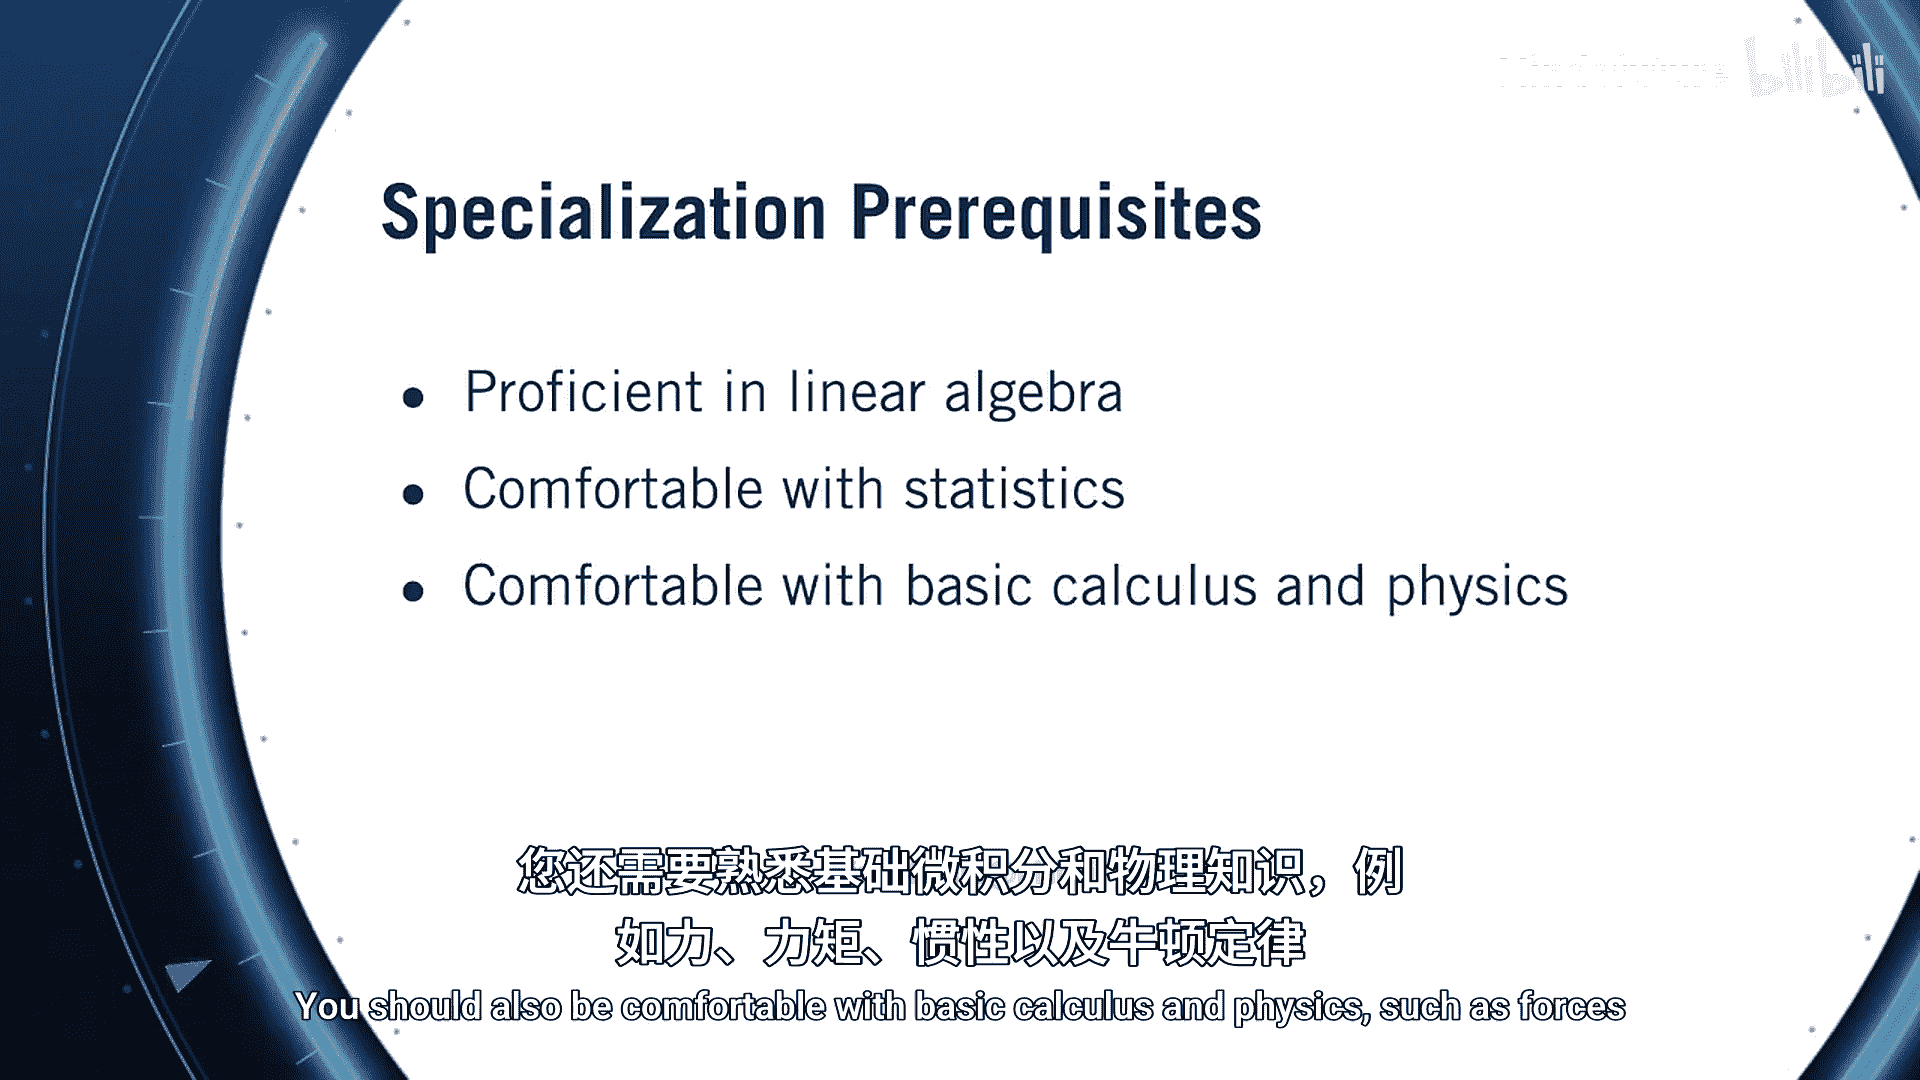 bilibili
Specialization Prerequisites
• Proficient in linear algebra
• Comfortable with statistics
• Comfortable with basic calculus and physics
您还需要熟悉基础微积分和物理知识，例
如力、力矩、惯性以及牛顿定律
You should also be comfortable with basic calculus and physics, such as forces